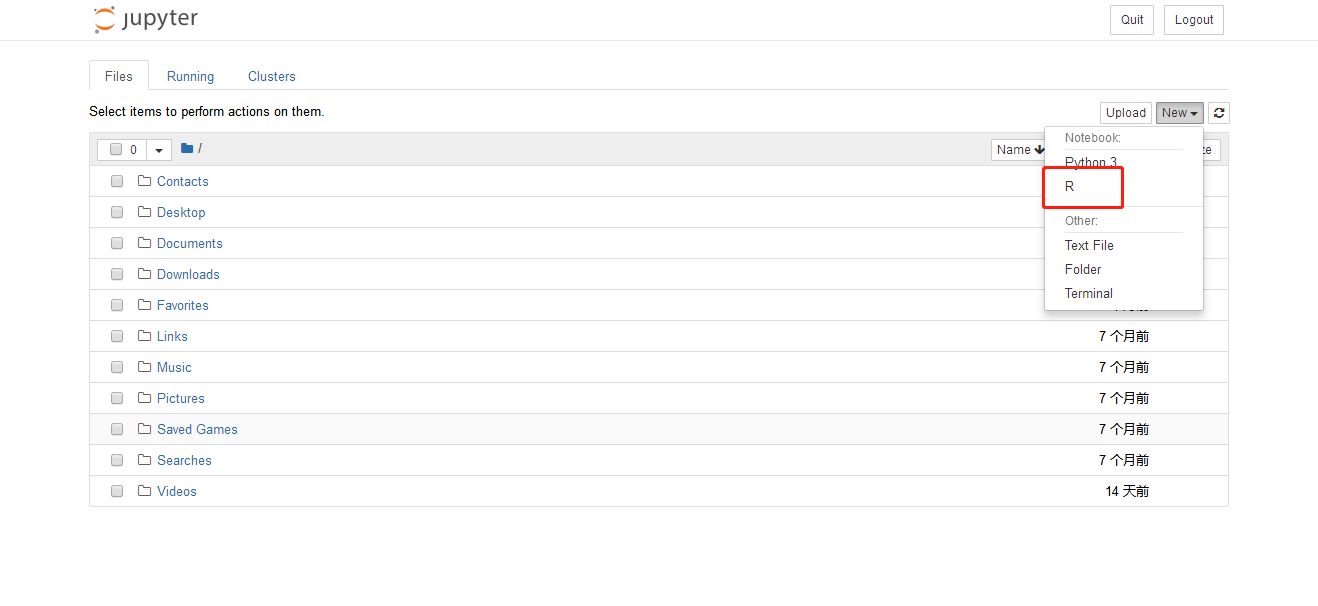 jupyter
Quit Logout
Files Running Clusters
Select items to perform actions on them.
Upload New
0 / Name
Notebook:
Python 3
R
Other:
Text File
Folder
Terminal
Contacts
Desktop
Documents
Downloads
Favorites
Links 7 个月前
Music 7 个月前
Pictures 7 个月前
Saved Games 7 个月前
Searches 7 个月前
Videos 14 天前